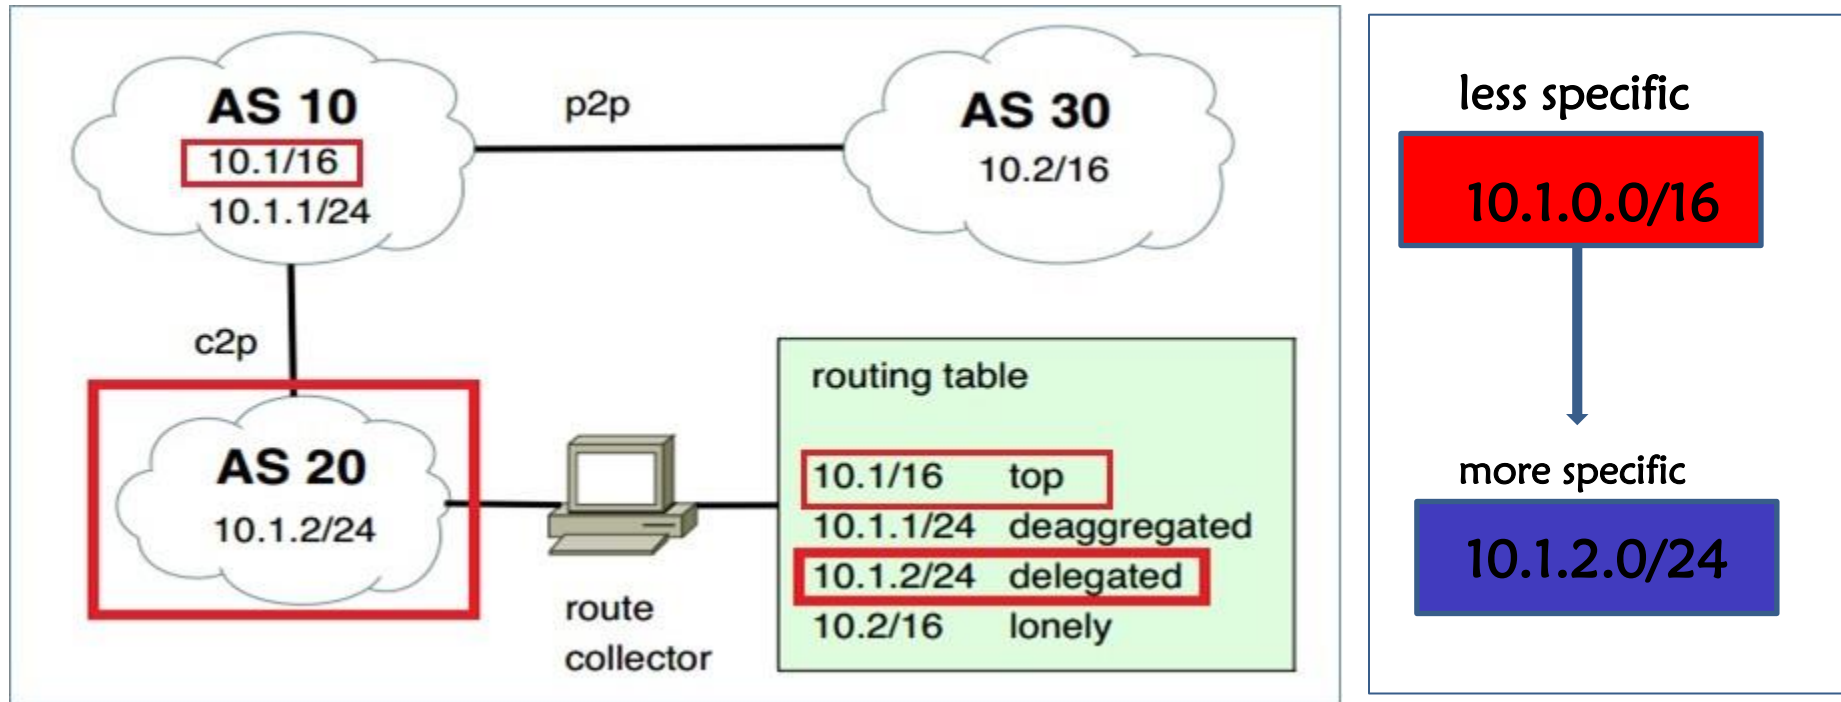 AS 10
10.1/16
10.1.1/24
p2p
AS 30
10.2/16
c2p
AS 20
10.1.2/24
route
collector
routing table
10.1/16 top
10.1.1/24 deaggregated
10.1.2/24 delegated
10.2/16 lonely
less specific
10.1.0.0/16
more specific
10.1.2.0/24